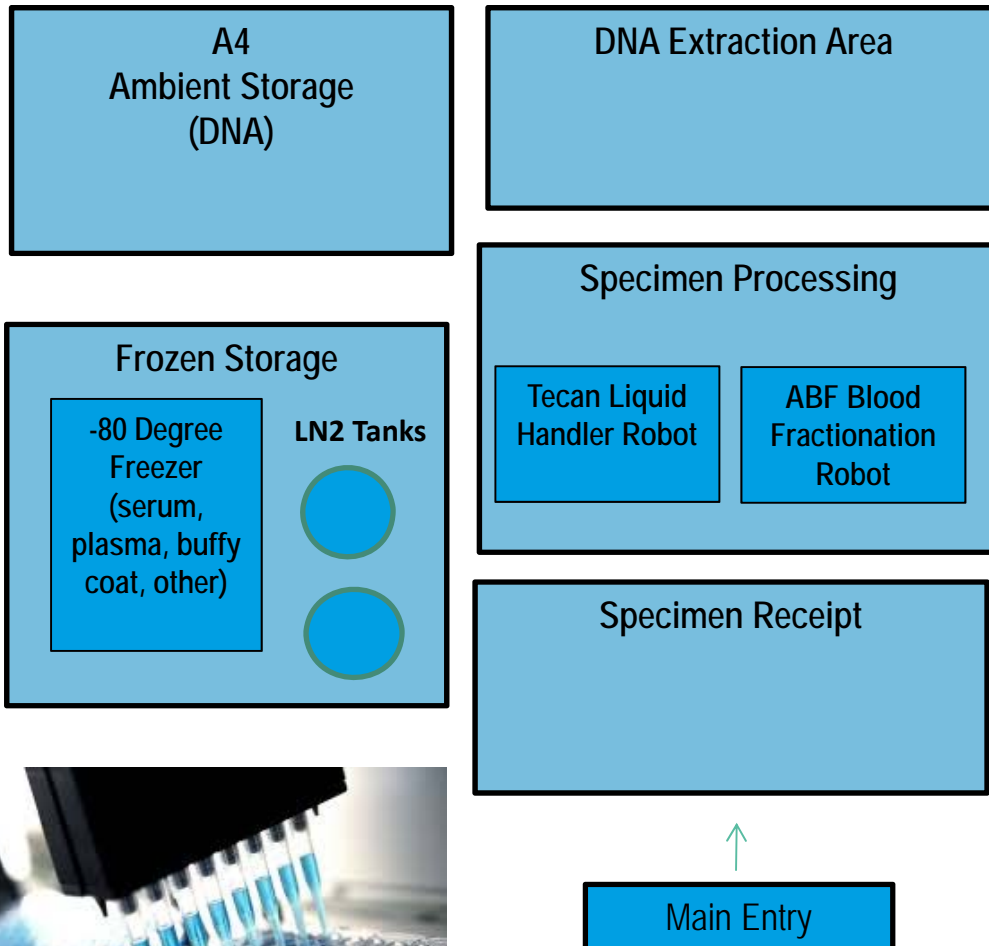 A4
Ambient Storage
(DNA)
DNA Extraction Area
Specimen Processing
Tecan Liquid
Handler Robot
ABF Blood
Fractionation
Robot
Frozen Storage
-80 Degree
Freezer
(serum,
plasma, buffy
coat, other)
LN2 Tanks
Specimen Receipt
Main Entry